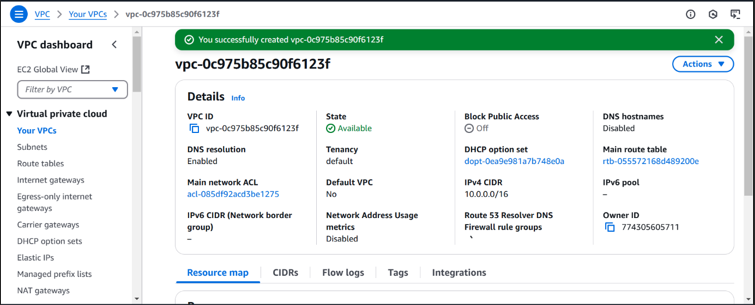 VPC > Your VPCs > vpc-0c975b85c90f6123f
VPC dashboard
EC2 Global View
Filter by VPC
Virtual private cloud
Your VPCs
Subnets
Route tables
Internet gateways
Egress-only internet
gateways
Carrier gateways
DHCP option sets
Elastic IPs
Managed prefix lists
NAT gateways
You successfully created vpc-0c975b85c90f6123f
vpc-0c975b85c90f6123f
Actions
Details Info
VPC ID
vpc-0c975b85c90f6123f
State
Available
Block Public Access
Off
DNS hostnames
Disabled
DNS resolution
Enabled
Tenancy
default
DHCP option set
dopt-0ea9e981a7b748e0a
Main route table
rtb-055572168d489200e
Main network ACL
acl-085df92acd3be1275
Default VPC
No
IPv4 CIDR
10.0.0.0/16
IPv6 pool
–
IPv6 CIDR (Network border
group)
–
Network Address Usage
metrics
Disabled
Route 53 Resolver DNS
Firewall rule groups
Owner ID
774305605711
Resource map CIDRs Flow logs Tags Integrations